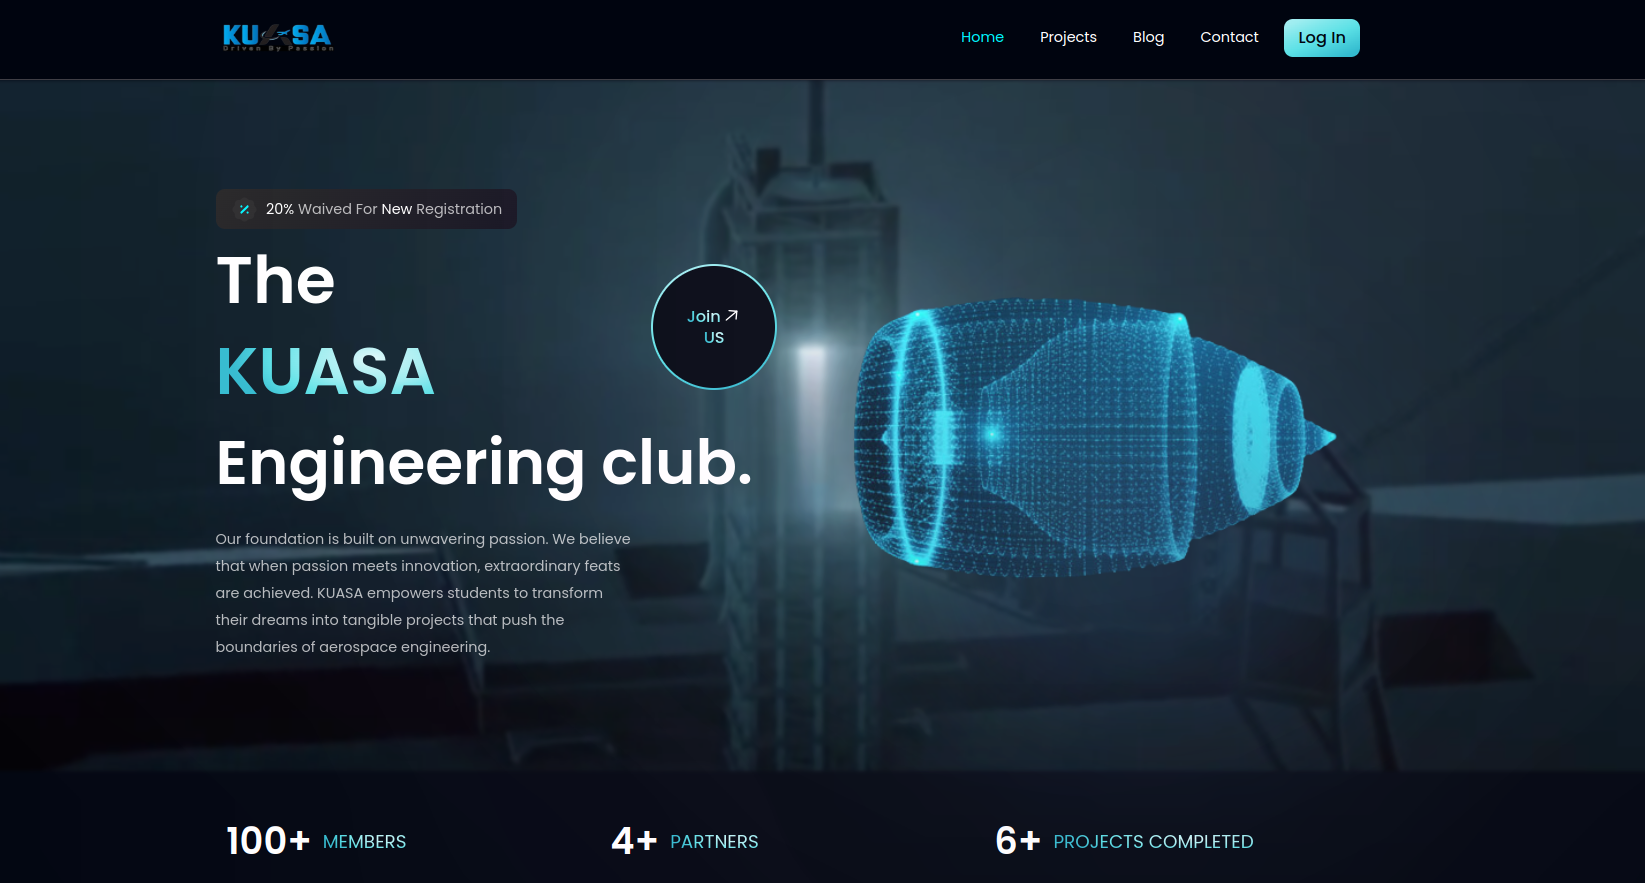 KUASA
Driven By Passion
Home
Projects
Blog
Contact
Log In
20% Waived For New Registration
The
KUASA
Engineering club.
Join
US
Our foundation is built on unwavering passion. We believe
that when passion meets innovation, extraordinary feats
are achieved. KUASA empowers students to transform
their dreams into tangible projects that push the
boundaries of aerospace engineering.
100+ MEMBERS
4+ PARTNERS
6+ PROJECTS COMPLETED